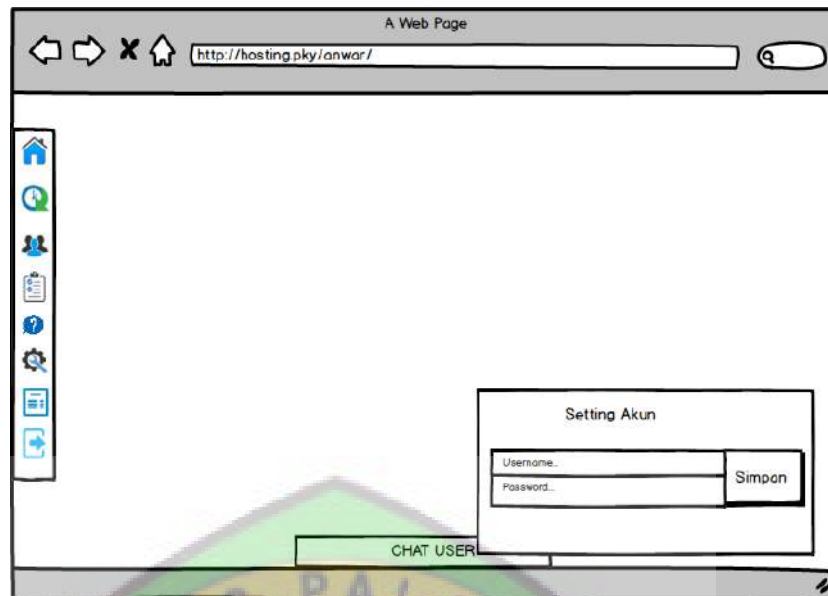 A Web Page
http://hosting.pky/anwar/
Setting Akun
Username..
Password...
Simpan
CHAT USER